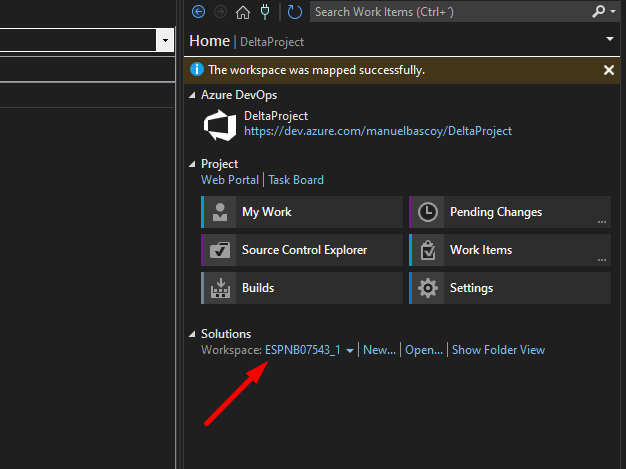 Search Work Items (Ctrl+´)
Home | DeltaProject
The workspace was mapped successfully.
Azure DevOps
DeltaProject
https://dev.azure.com/manuelbascoy/DeltaProject
Project
Web Portal | Task Board
My Work
Pending Changes
...
Source Control Explorer
Work Items
...
Builds
Settings
Solutions
Workspace: ESPNB07543_1 | New... | Open... | Show Folder View